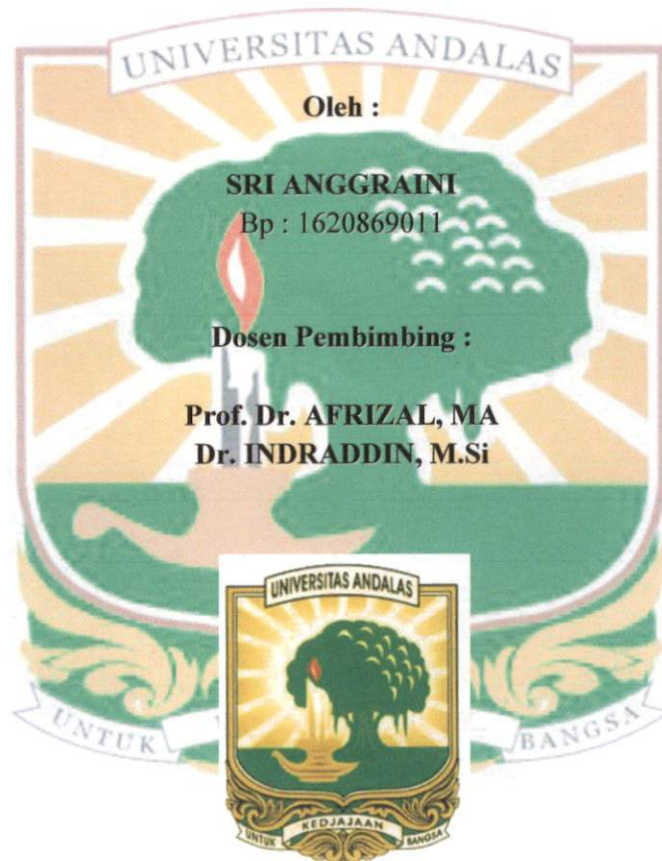 UNIVERSITAS ANDALAS
Oleh :
SRI ANGGRAINI
Bp : 1620869011
Dosen Pembimbing :
Prof. Dr. AFRIZAL, MA
Dr. INDRADDIN, M.Si
UNIVERSITAS ANDALAS
UNTUK BANGSA
UNTUK KEDJAJAAN BANGSA